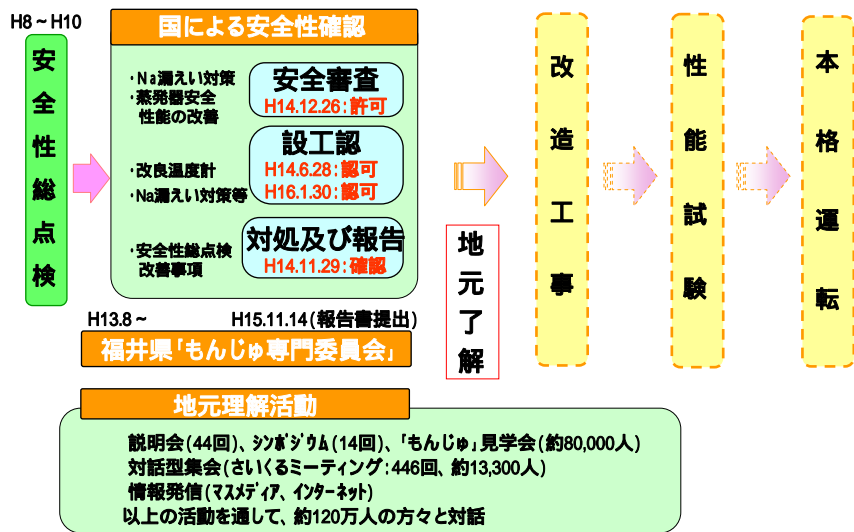 H8～H10
安全性総点検
国による安全性確認
・Na漏えい対策
・蒸発器安全
性能の改善
安全審査
H14.12.26：許可
・改良温度計
・Na漏えい対策等
設工認
H14.6.28：認可
H16.1.30：認可
・安全性総点検
改善事項
対処及び報告
H14.11.29：確認
H13.8～
H15.11.14(報告書提出)
福井県「もんじゅ専門委員会」
地元了解
改造工事
性能試験
本格運転
地元理解活動
説明会(44回)、ｼﾝﾎﾟｼﾞｳﾑ(14回)、「もんじゅ」見学会(約80,000人)
対話型集会(さいくるミーティング：446回、約13,300人)
情報発信(ﾏｽﾒﾃﾞｨｱ、ｲﾝﾀｰﾈｯﾄ)
以上の活動を通して、約120万人の方々と対話